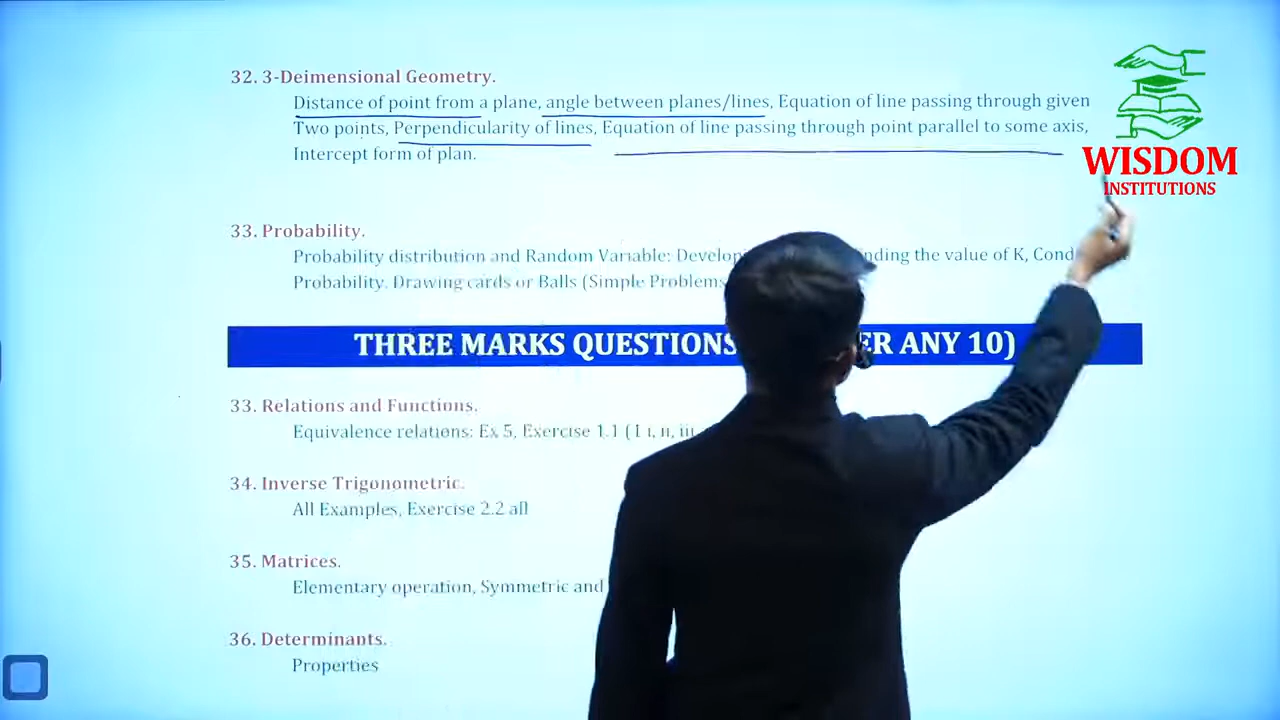 32. 3-Deimensional Geometry.
Distance of point from a plane, angle between planes/lines, Equation of line passing through given
Two points, Perpendicularity of lines, Equation of line passing through point parallel to some axis,
Intercept form of plan.
WISDOM
INSTITUTIONS
33. Probability.
Probability distribution and Random Variable: Develop nding the value of K, Cond
Probability. Drawing cards or Balls (Simple Problems
THREE MARKS QUESTIONS ER ANY 10)
33. Relations and Functions.
Equivalence relations: Ex 5, Exercise 1.1 (I i, ii, iii
34. Inverse Trigonometric.
All Examples, Exercise 2.2 all
35. Matrices.
Elementary operation, Symmetric and
36. Determinants.
Properties